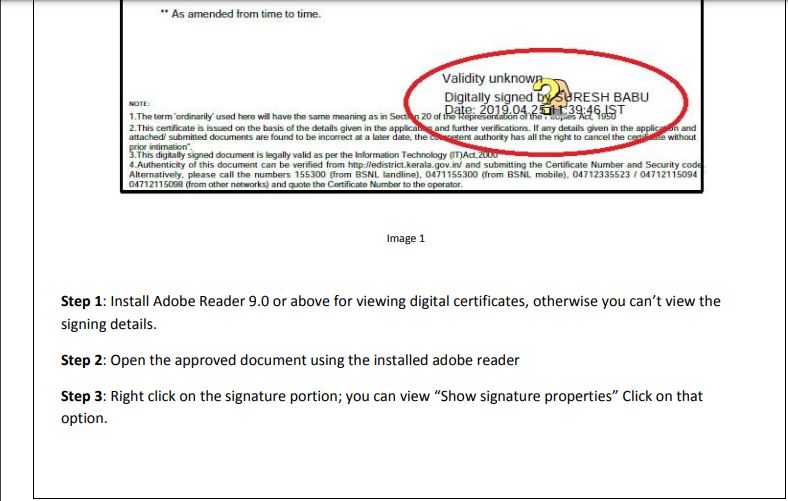 ** As amended from time to time.
Validity unknown
Digitally signed by SURESH BABU
Date: 2019.04.25 11:39:46 IST
NOTE:
1.The term 'ordinarily' used here will have the same meaning as in Section 20 of the Representation of the Peoples Act, 1950
2.This certificate is issued on the basis of the details given in the application and further verifications. If any details given in the application and
attached/ submitted documents are found to be incorrect at a later date, the competent authority has all the right to cancel the certificate without
prior intimation".
3.This digitally signed document is legally valid as per the Information Technology (IT)Act,2000
4.Authenticity of this document can be verified from http://edistrict.kerala.gov.in/ and submitting the Certificate Number and Security code
Alternatively, please call the numbers 155300 (from BSNL landline), 0471155300 (from BSNL mobile), 04712335523 / 04712115094
04712115098 (from other networks) and quote the Certificate Number to the operator.
Image 1
Step 1: Install Adobe Reader 9.0 or above for viewing digital certificates, otherwise you can’t view the
signing details.
Step 2: Open the approved document using the installed adobe reader
Step 3: Right click on the signature portion; you can view “Show signature properties” Click on that
option.